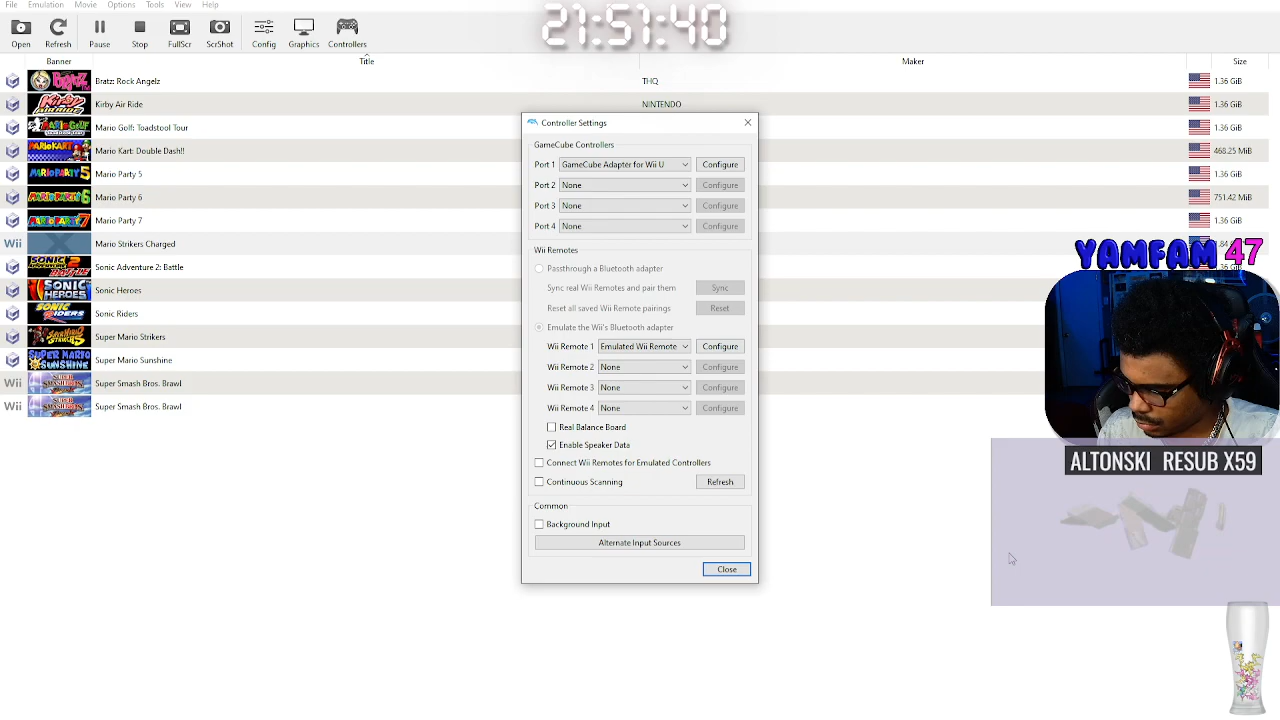 File Emulation Movie Options Tools View Help
21:51:40
Open Refresh Pause Stop FullScr ScrShot Config Graphics Controllers
Banner Title Maker Size
Bratz: Rock Angelz THQ 1.36 GiB
Kirby Air Ride NINTENDO 1.36 GiB
Mario Golf: Toadstool Tour 1.36 GiB
Mario Kart: Double Dash!! 468.25 MiB
Mario Party 5 1.36 GiB
Mario Party 6 751.42 MiB
Mario Party 7 1.36 GiB
Wii Mario Strikers Charged
Sonic Adventure 2: Battle
Sonic Heroes
Sonic Riders
Super Mario Strikers
Super Mario Sunshine
Wii Super Smash Bros. Brawl
Wii Super Smash Bros. Brawl
Controller Settings
GameCube Controllers
Port 1 GameCube Adapter for Wii U Configure
Port 2 None Configure
Port 3 None Configure
Port 4 None Configure
Wii Remotes
Passthrough a Bluetooth adapter
Sync real Wii Remotes and pair them Sync
Reset all saved Wii Remote pairings Reset
Emulate the Wii's Bluetooth adapter
Wii Remote 1 Emulated Wii Remote Configure
Wii Remote 2 None Configure
Wii Remote 3 None Configure
Wii Remote 4 None Configure
Real Balance Board
Enable Speaker Data
Connect Wii Remotes for Emulated Controllers
Continuous Scanning Refresh
Common
Background Input
Alternate Input Sources
Close
YAMFAM 47
ALTONSKI RESUB X59